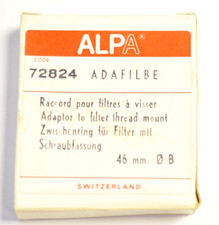 ALPA
CODE
72824 ADAFILBE
Raccord pour filtres à visser
Adaptor to filter thread mount
Zwischenring für Filter mit
Schraubfassung
46 mm. Ø B
SWITZERLAND